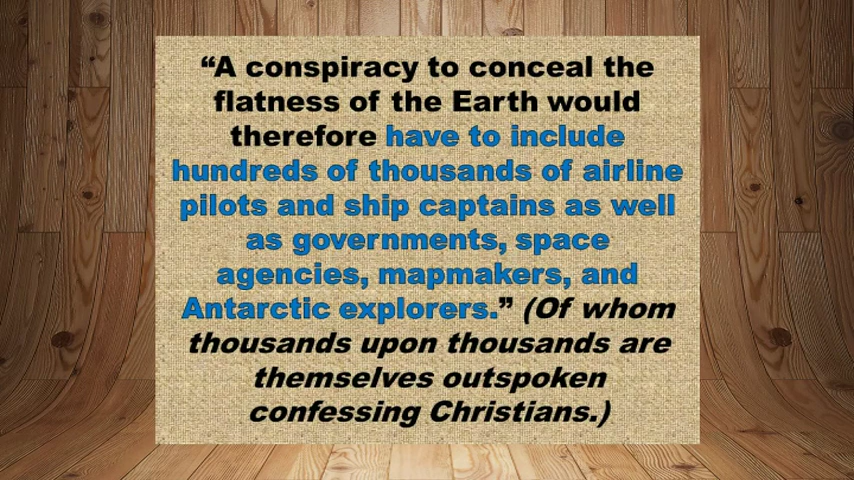 “A conspiracy to conceal the
flatness of the Earth would
therefore have to include
hundreds of thousands of airline
pilots and ship captains as well
as governments, space
agencies, mapmakers, and
Antarctic explorers.” (Of whom
thousands upon thousands are
themselves outspoken
confessing Christians.)